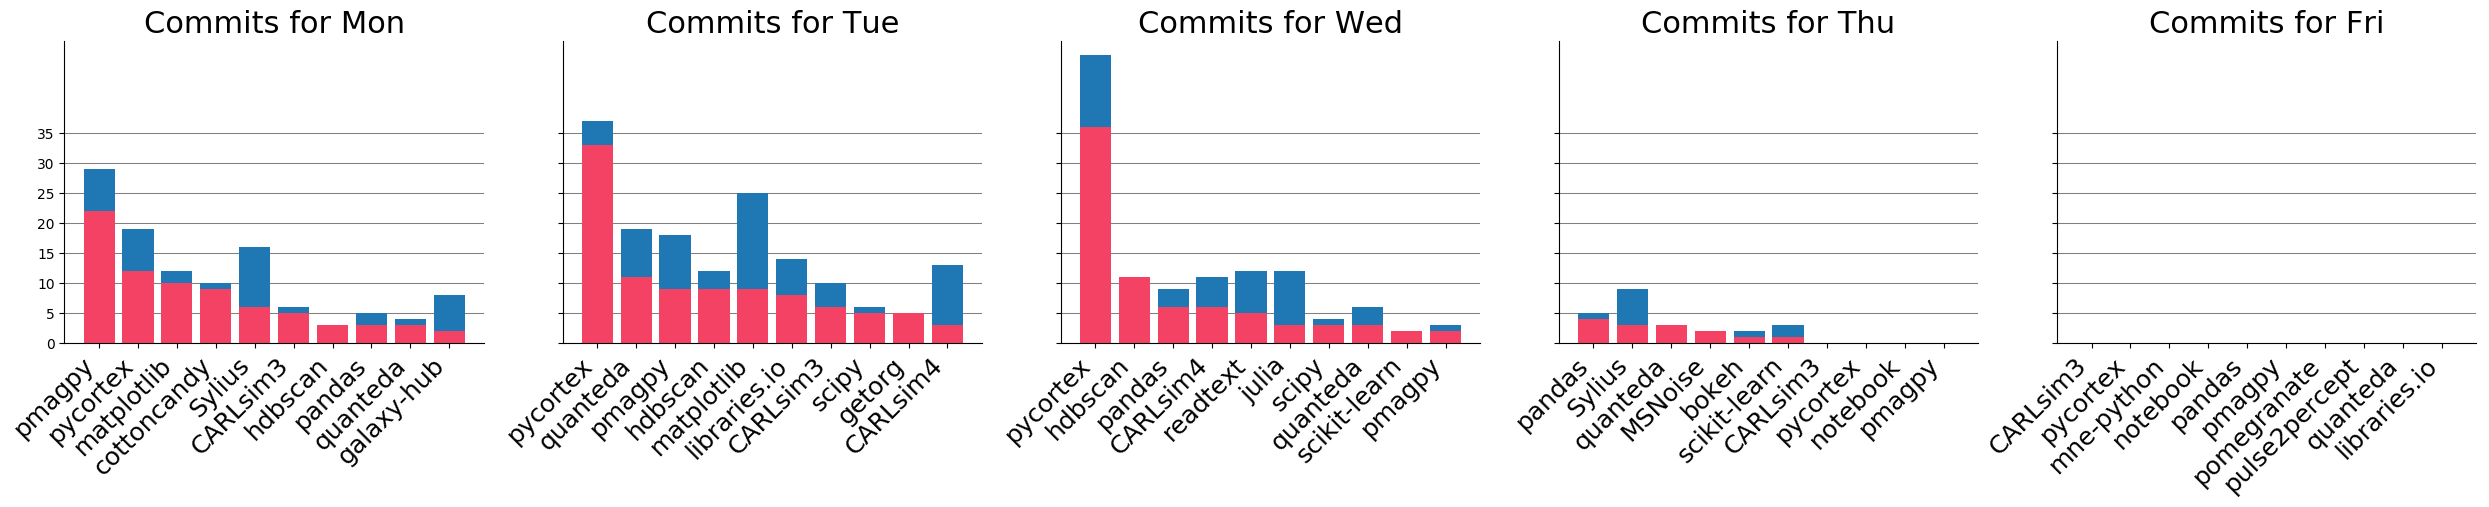 Commits for Mon
Commits for Tue
Commits for Wed
Commits for Thu
Commits for Fri
35
30
25
20
15
10
5
0
pmagpy
pycortex
matplotlib
cottoncandy
Sylius
CARLsim3
hdbscan
pandas
quanteda
galaxy-hub
pycortex
quanteda
pmagpy
hdbscan
matplotlib
libraries.io
CARLsim3
scipy
getorg
CARLsim4
pycortex
hdbscan
pandas
CARLsim4
readtext
julia
scipy
quanteda
scikit-learn
pmagpy
pandas
Sylius
quanteda
MSNoise
bokeh
scikit-learn
CARLsim3
pycortex
notebook
pmagpy
CARLsim3
pycortex
mne-python
notebook
pandas
pmagpy
pomegranate
pulse2percept
quanteda
libraries.io